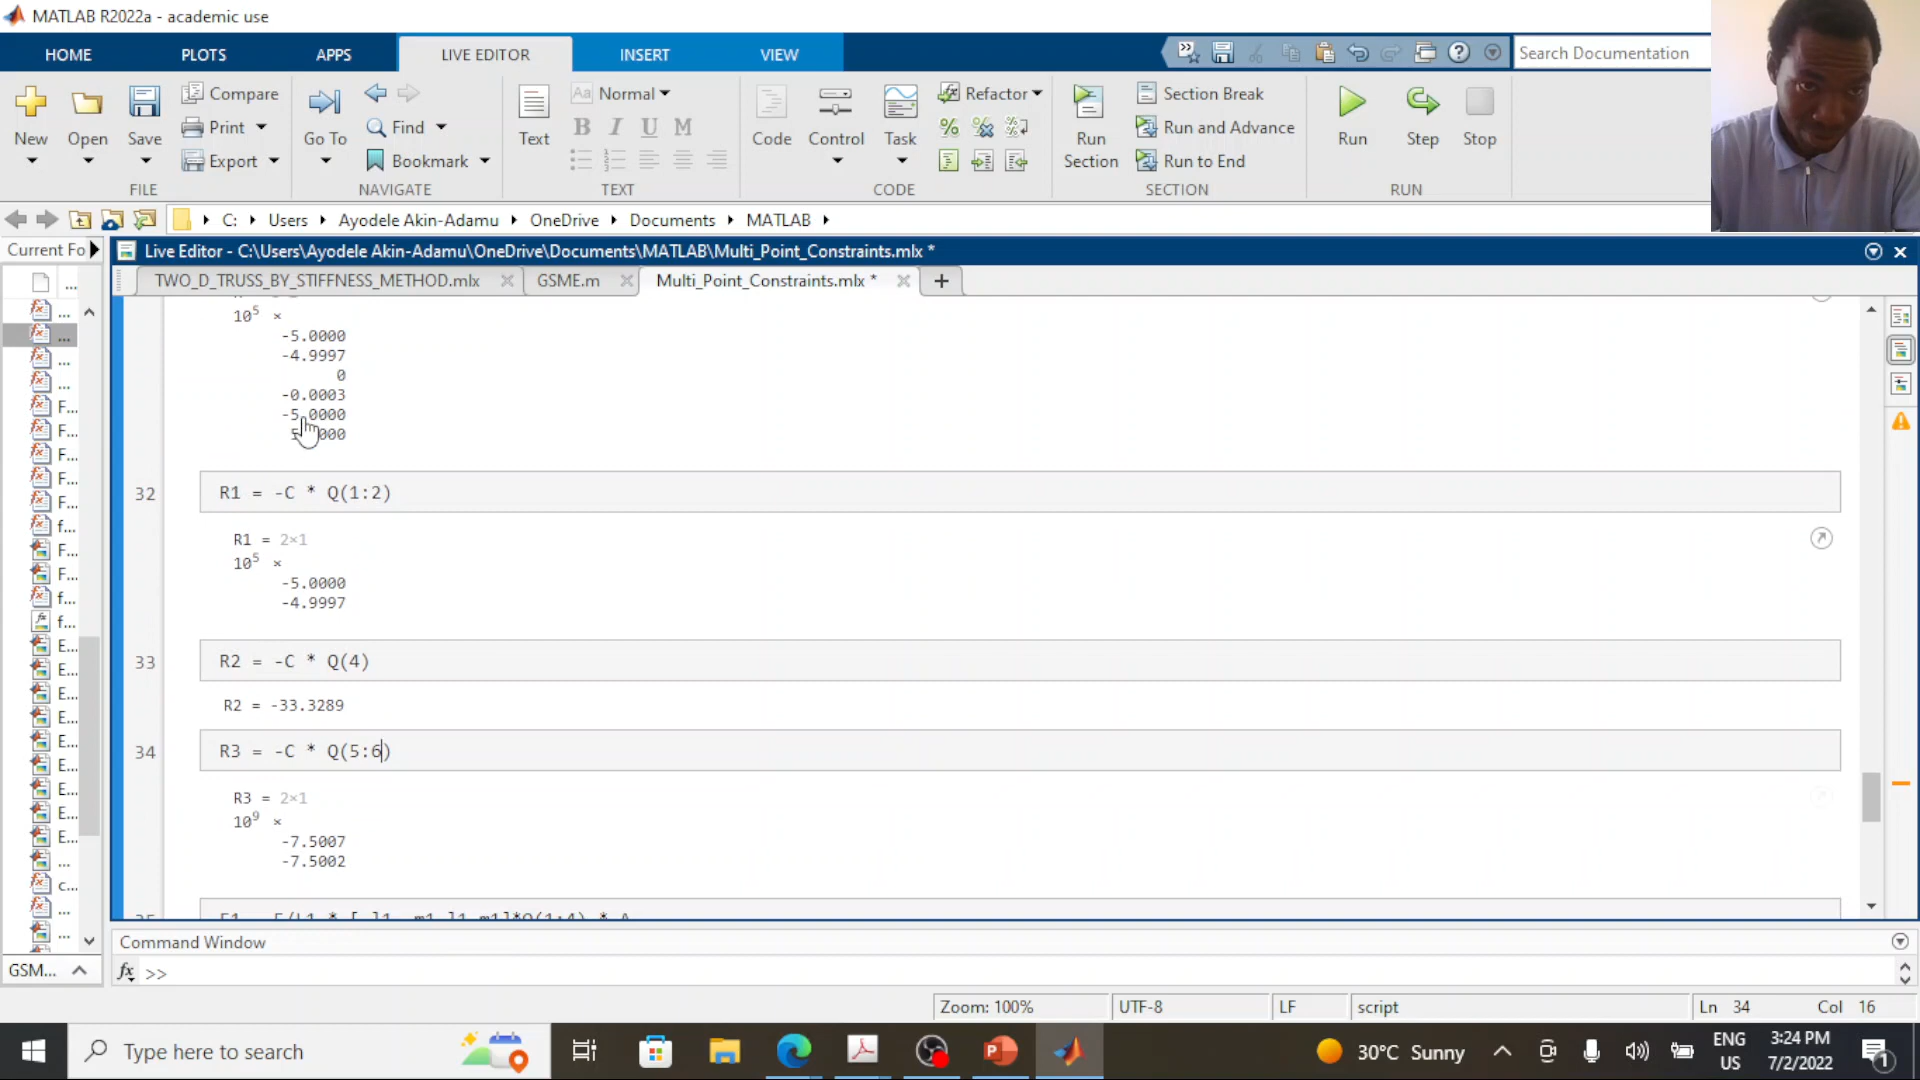 MATLAB R2022a - academic use
HOME PLOTS APPS LIVE EDITOR INSERT VIEW Search Documentation
New Open Save Compare Print Export
Go To Find Bookmark
Text Aa Normal B I U M
Code Control Task Refactor
Run Section Section Break Run and Advance Run to End
Run Step Stop
FILE NAVIGATE TEXT CODE SECTION RUN
C: Users Ayodele Akin-Adamu OneDrive Documents MATLAB
Current Fo
Live Editor - C:\Users\Ayodele Akin-Adamu\OneDrive\Documents\MATLAB\Multi_Point_Constraints.mlx *
TWO_D_TRUSS_BY_STIFFNESS_METHOD.mlx GSME.m Multi_Point_Constraints.mlx * +
10^5 ×
-5.0000
-4.9997
0
-0.0003
-5.0000
32 R1 = -C * Q(1:2)
R1 = 2×1
10^5 ×
-5.0000
-4.9997
33 R2 = -C * Q(4)
R2 = -33.3289
34 R3 = -C * Q(5:6)
R3 = 2×1
10^9 ×
-7.5007
-7.5002
GSM...
Command Window
fx >>
Zoom: 100% UTF-8 LF script Ln 34 Col 16
Type here to search
30°C Sunny
ENG US
3:24 PM
7/2/2022
1